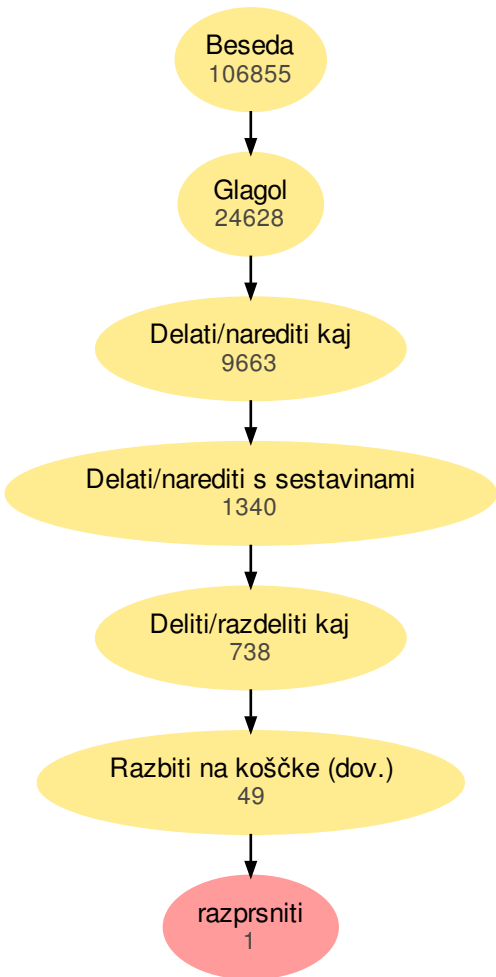 Beseda
106855
Glagol
24628
Delati/narediti kaj
9663
Delati/narediti s sestavinami
1340
Deliti/razdeliti kaj
738
Razbiti na koščke (dov.)
49
razprsniti
1